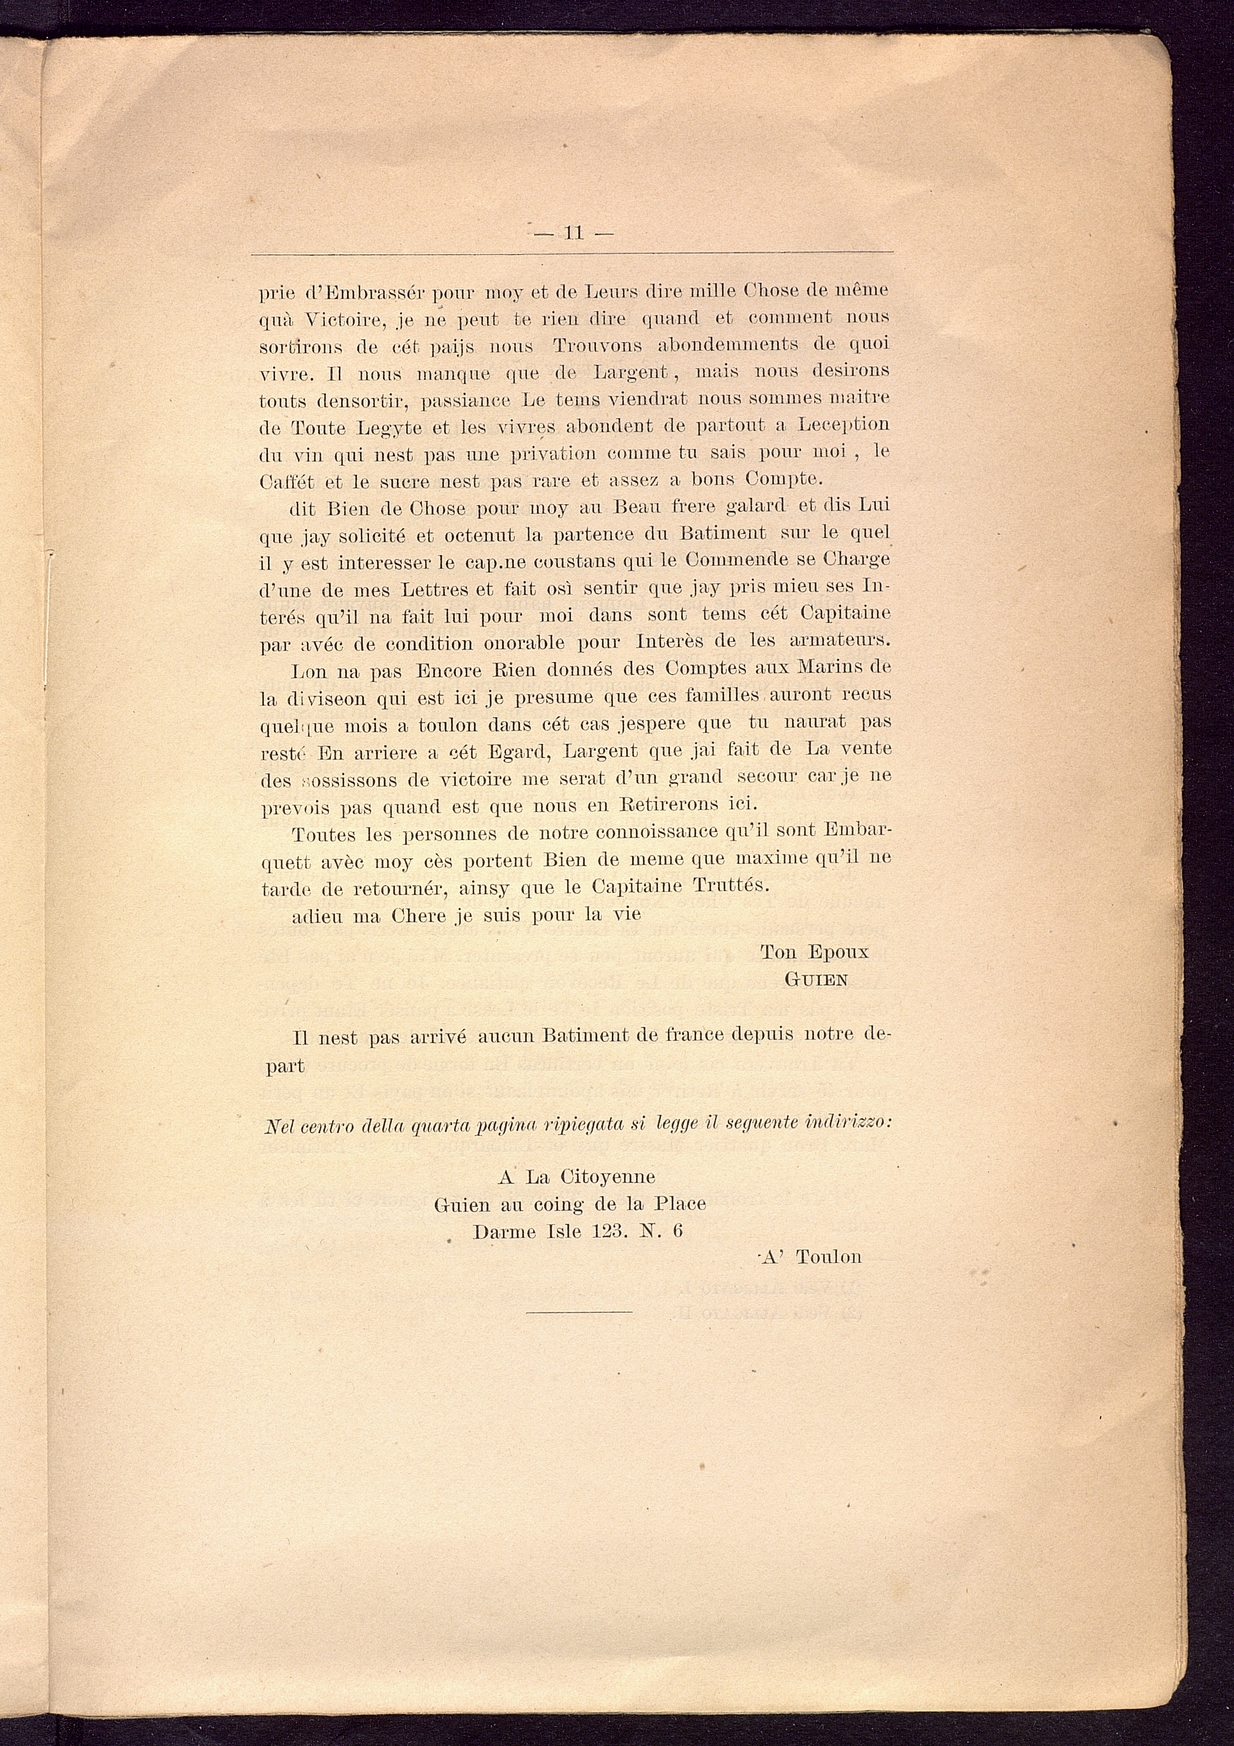 — 11 —
prie d'Embrassér pour moy et de Leurs dire mille Chose de même
quà Victoire, je ne peut te rien dire quand et comment nous
sortirons de cét paijs nous Trouvons abondemments de quoi
vivre. Il nous manque que de Largent, mais nous desirons
touts densortir, passiance Le tems viendrat nous sommes maitre
de Toute Legyte et les vivres abondent de partout a Leception
du vin qui nest pas une privation comme tu sais pour moi, le
Caffét et le sucre nest pas rare et assez a bons Compte.
dit Bien de Chose pour moy au Beau frere galard et dis Lui
que jay solicité et octenut la partence du Batiment sur le quel
il y est interesser le cap.ne coustans qui le Commende se Charge
d'une de mes Lettres et fait osì sentir que jay pris mieu ses In-
terés qu'il na fait lui pour moi dans sont tems cét Capitaine
par avéc de condition onorable pour Interès de les armateurs.
Lon na pas Encore Rien donnés des Comptes aux Marins de
la diviseon qui est ici je presume que ces familles auront recus
quelque mois a toulon dans cét cas jespere que tu naurat pas
resté En arriere a cét Egard, Largent que jai fait de La vente
des sossissons de victoire me serat d'un grand secour car je ne
prevois pas quand est que nous en Retirerons ici.
Toutes les personnes de notre connoissance qu'il sont Embar-
quett avèc moy cès portent Bien de meme que maxime qu'il ne
tarde de retournér, ainsy que le Capitaine Truttés.
adieu ma Chere je suis pour la vie
Ton Epoux
GUIEN
Il nest pas arrivé aucun Batiment de france depuis notre de-
part
Nel centro della quarta pagina ripiegata si legge il seguente indirizzo:
A La Citoyenne
Guien au coing de la Place
Darme Isle 123. N. 6
A' Toulon